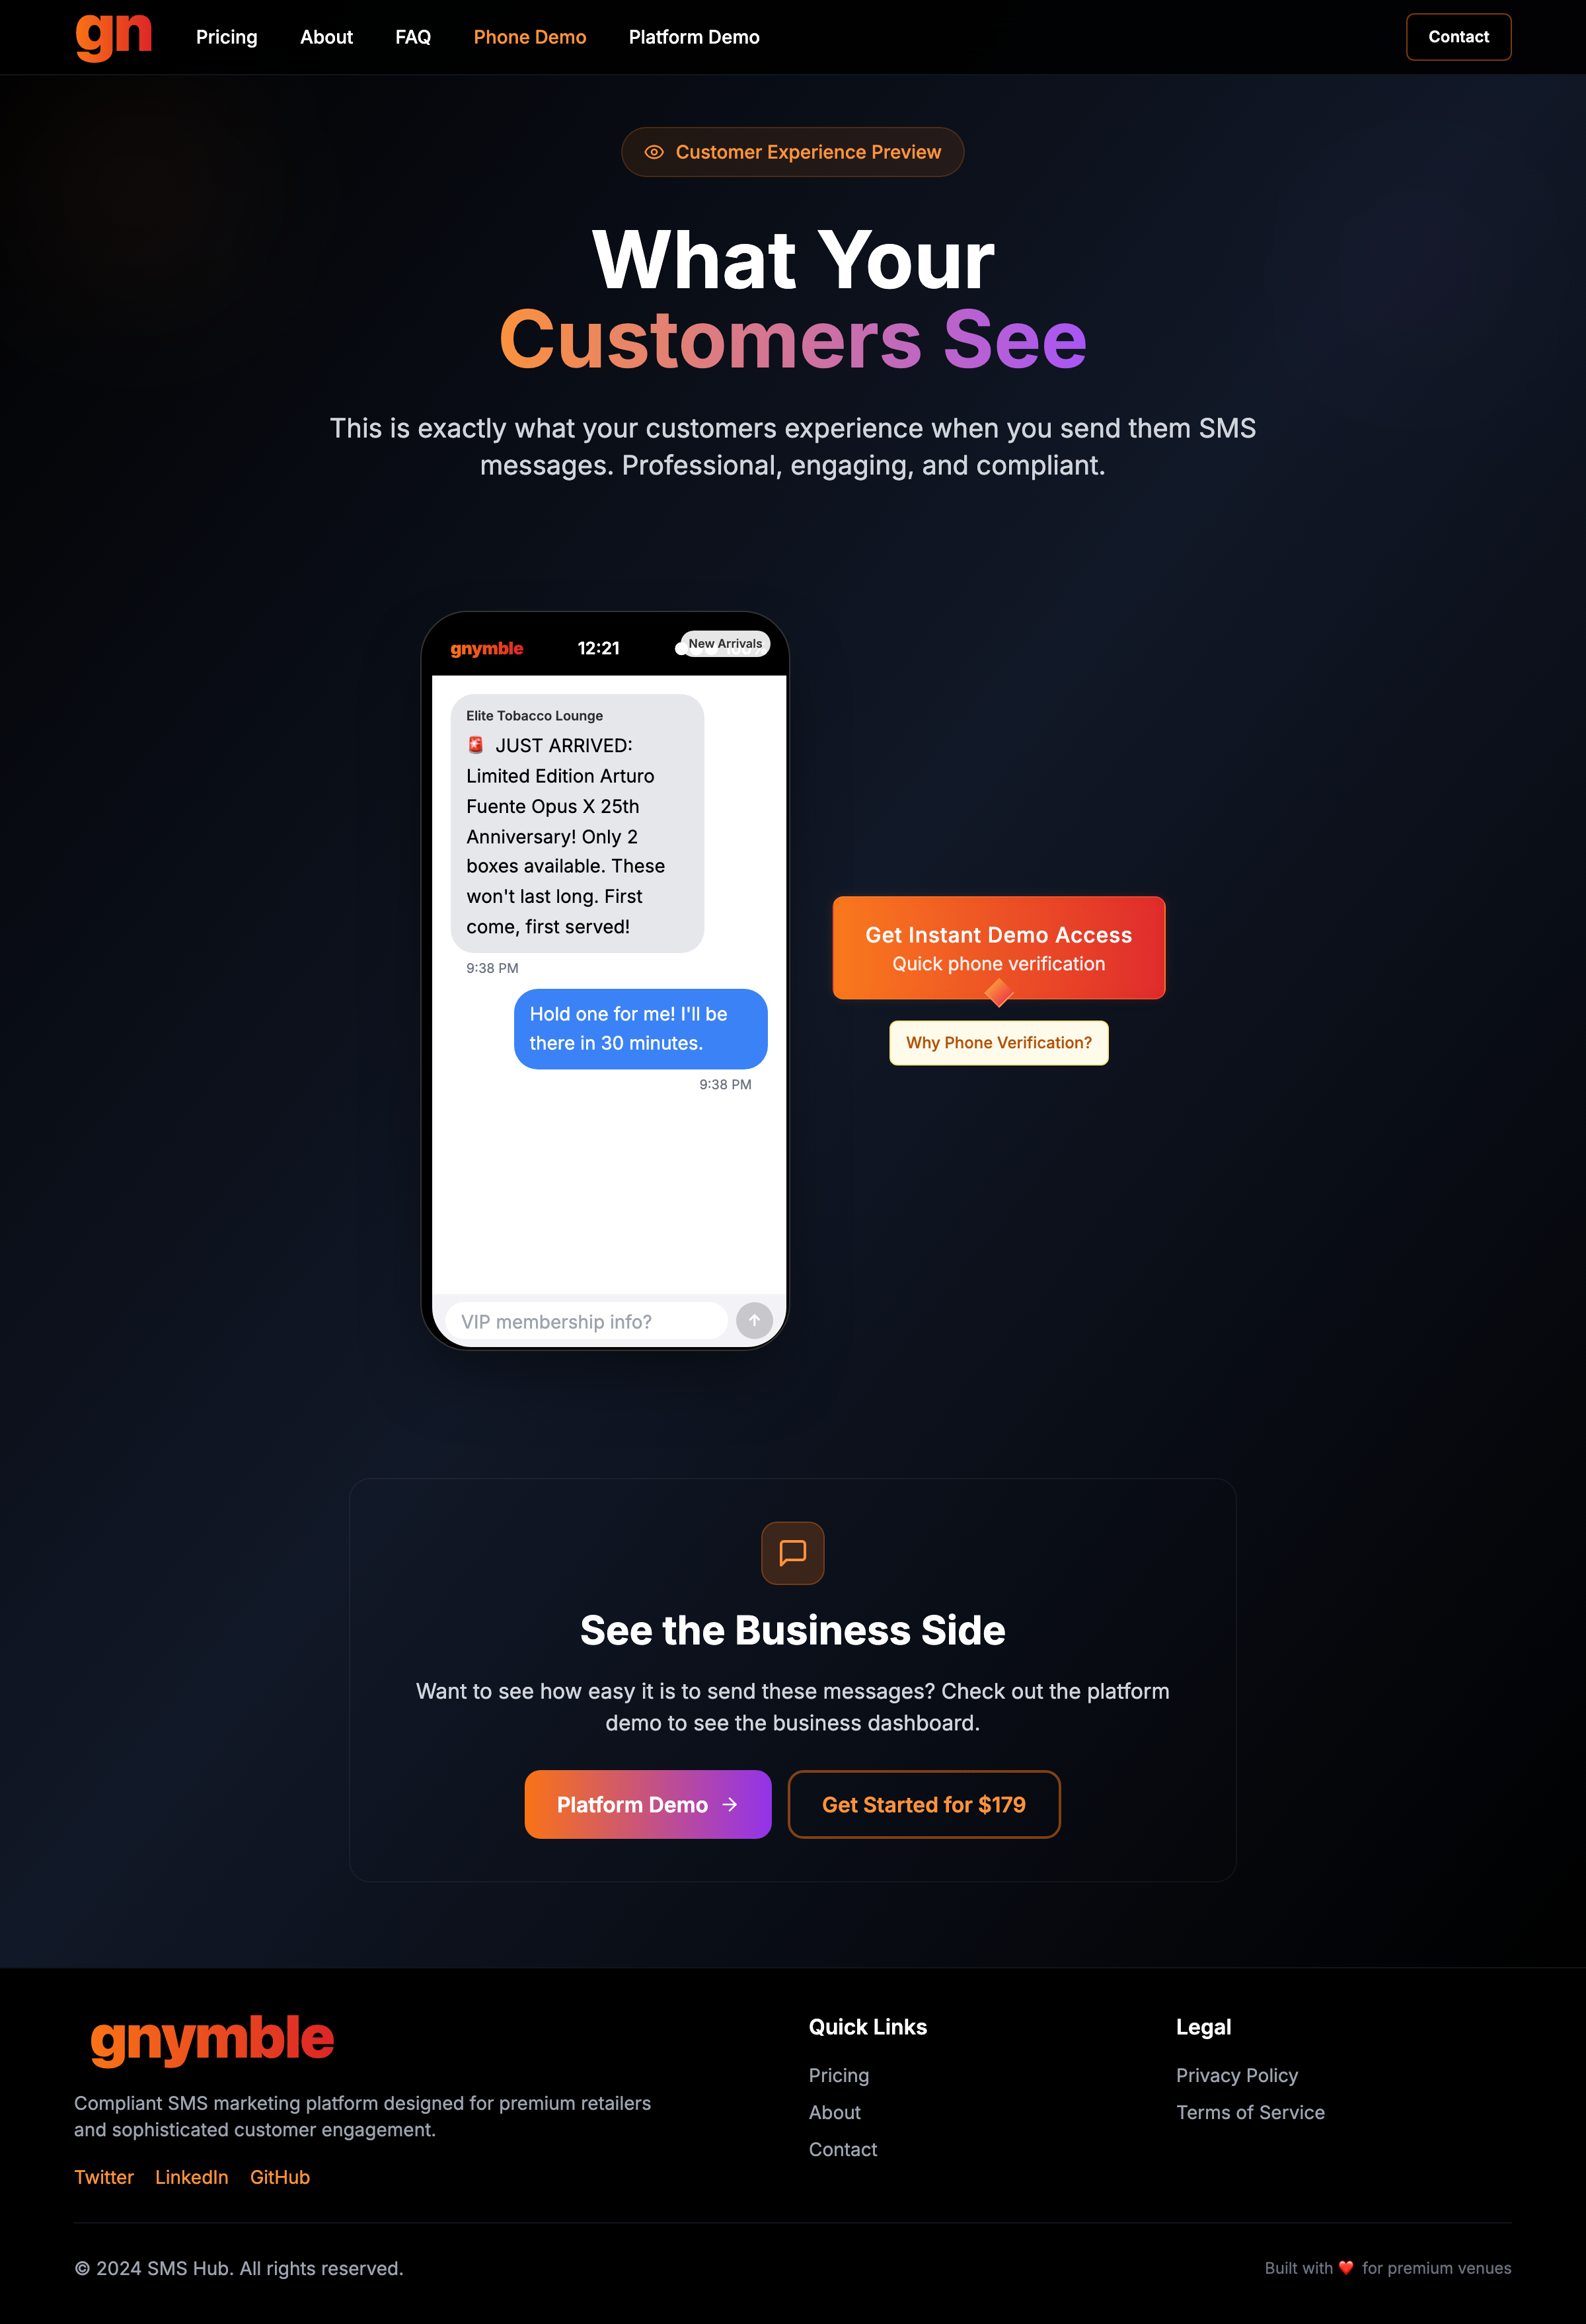 gn Pricing About FAQ Phone Demo Platform Demo Contact
Customer Experience Preview
What Your
Customers See
This is exactly what your customers experience when you send them SMS
messages. Professional, engaging, and compliant.
gnymble 12:21 New Arrivals
Elite Tobacco Lounge
🚨 JUST ARRIVED:
Limited Edition Arturo
Fuente Opus X 25th
Anniversary! Only 2
boxes available. These
won't last long. First
come, first served!
9:38 PM
Hold one for me! I'll be
there in 30 minutes.
9:38 PM
VIP membership info?
Get Instant Demo Access
Quick phone verification
Why Phone Verification?
See the Business Side
Want to see how easy it is to send these messages? Check out the platform
demo to see the business dashboard.
Platform Demo →
Get Started for $179
gnymble
Compliant SMS marketing platform designed for premium retailers
and sophisticated customer engagement.
Twitter LinkedIn GitHub
Quick Links
Pricing
About
Contact
Legal
Privacy Policy
Terms of Service
© 2024 SMS Hub. All rights reserved.
Built with ❤️ for premium venues